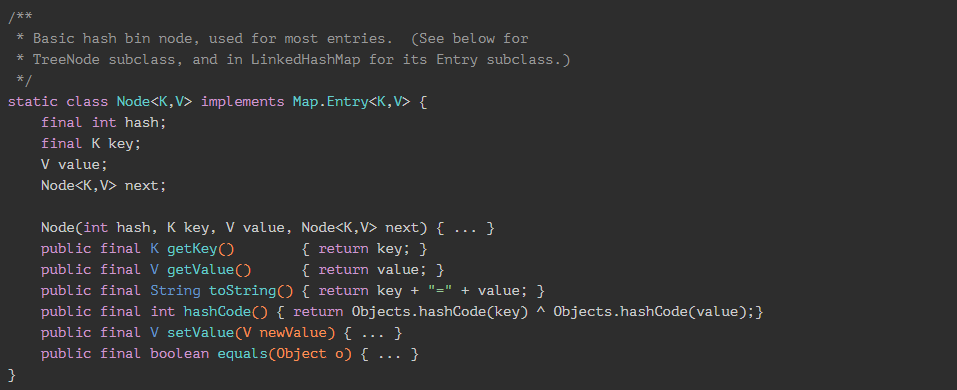 /**
 * Basic hash bin node, used for most entries.  (See below for
 * TreeNode subclass, and in LinkedHashMap for its Entry subclass.)
 */
static class Node<K,V> implements Map.Entry<K,V> {
    final int hash;
    final K key;
    V value;
    Node<K,V> next;

    Node(int hash, K key, V value, Node<K,V> next) { ... }
    public final K getKey()        { return key; }
    public final V getValue()      { return value; }
    public final String toString() { return key + "=" + value; }
    public final int hashCode() { return Objects.hashCode(key) ^ Objects.hashCode(value);}
    public final V setValue(V newValue) { ... }
    public final boolean equals(Object o) { ... }
}